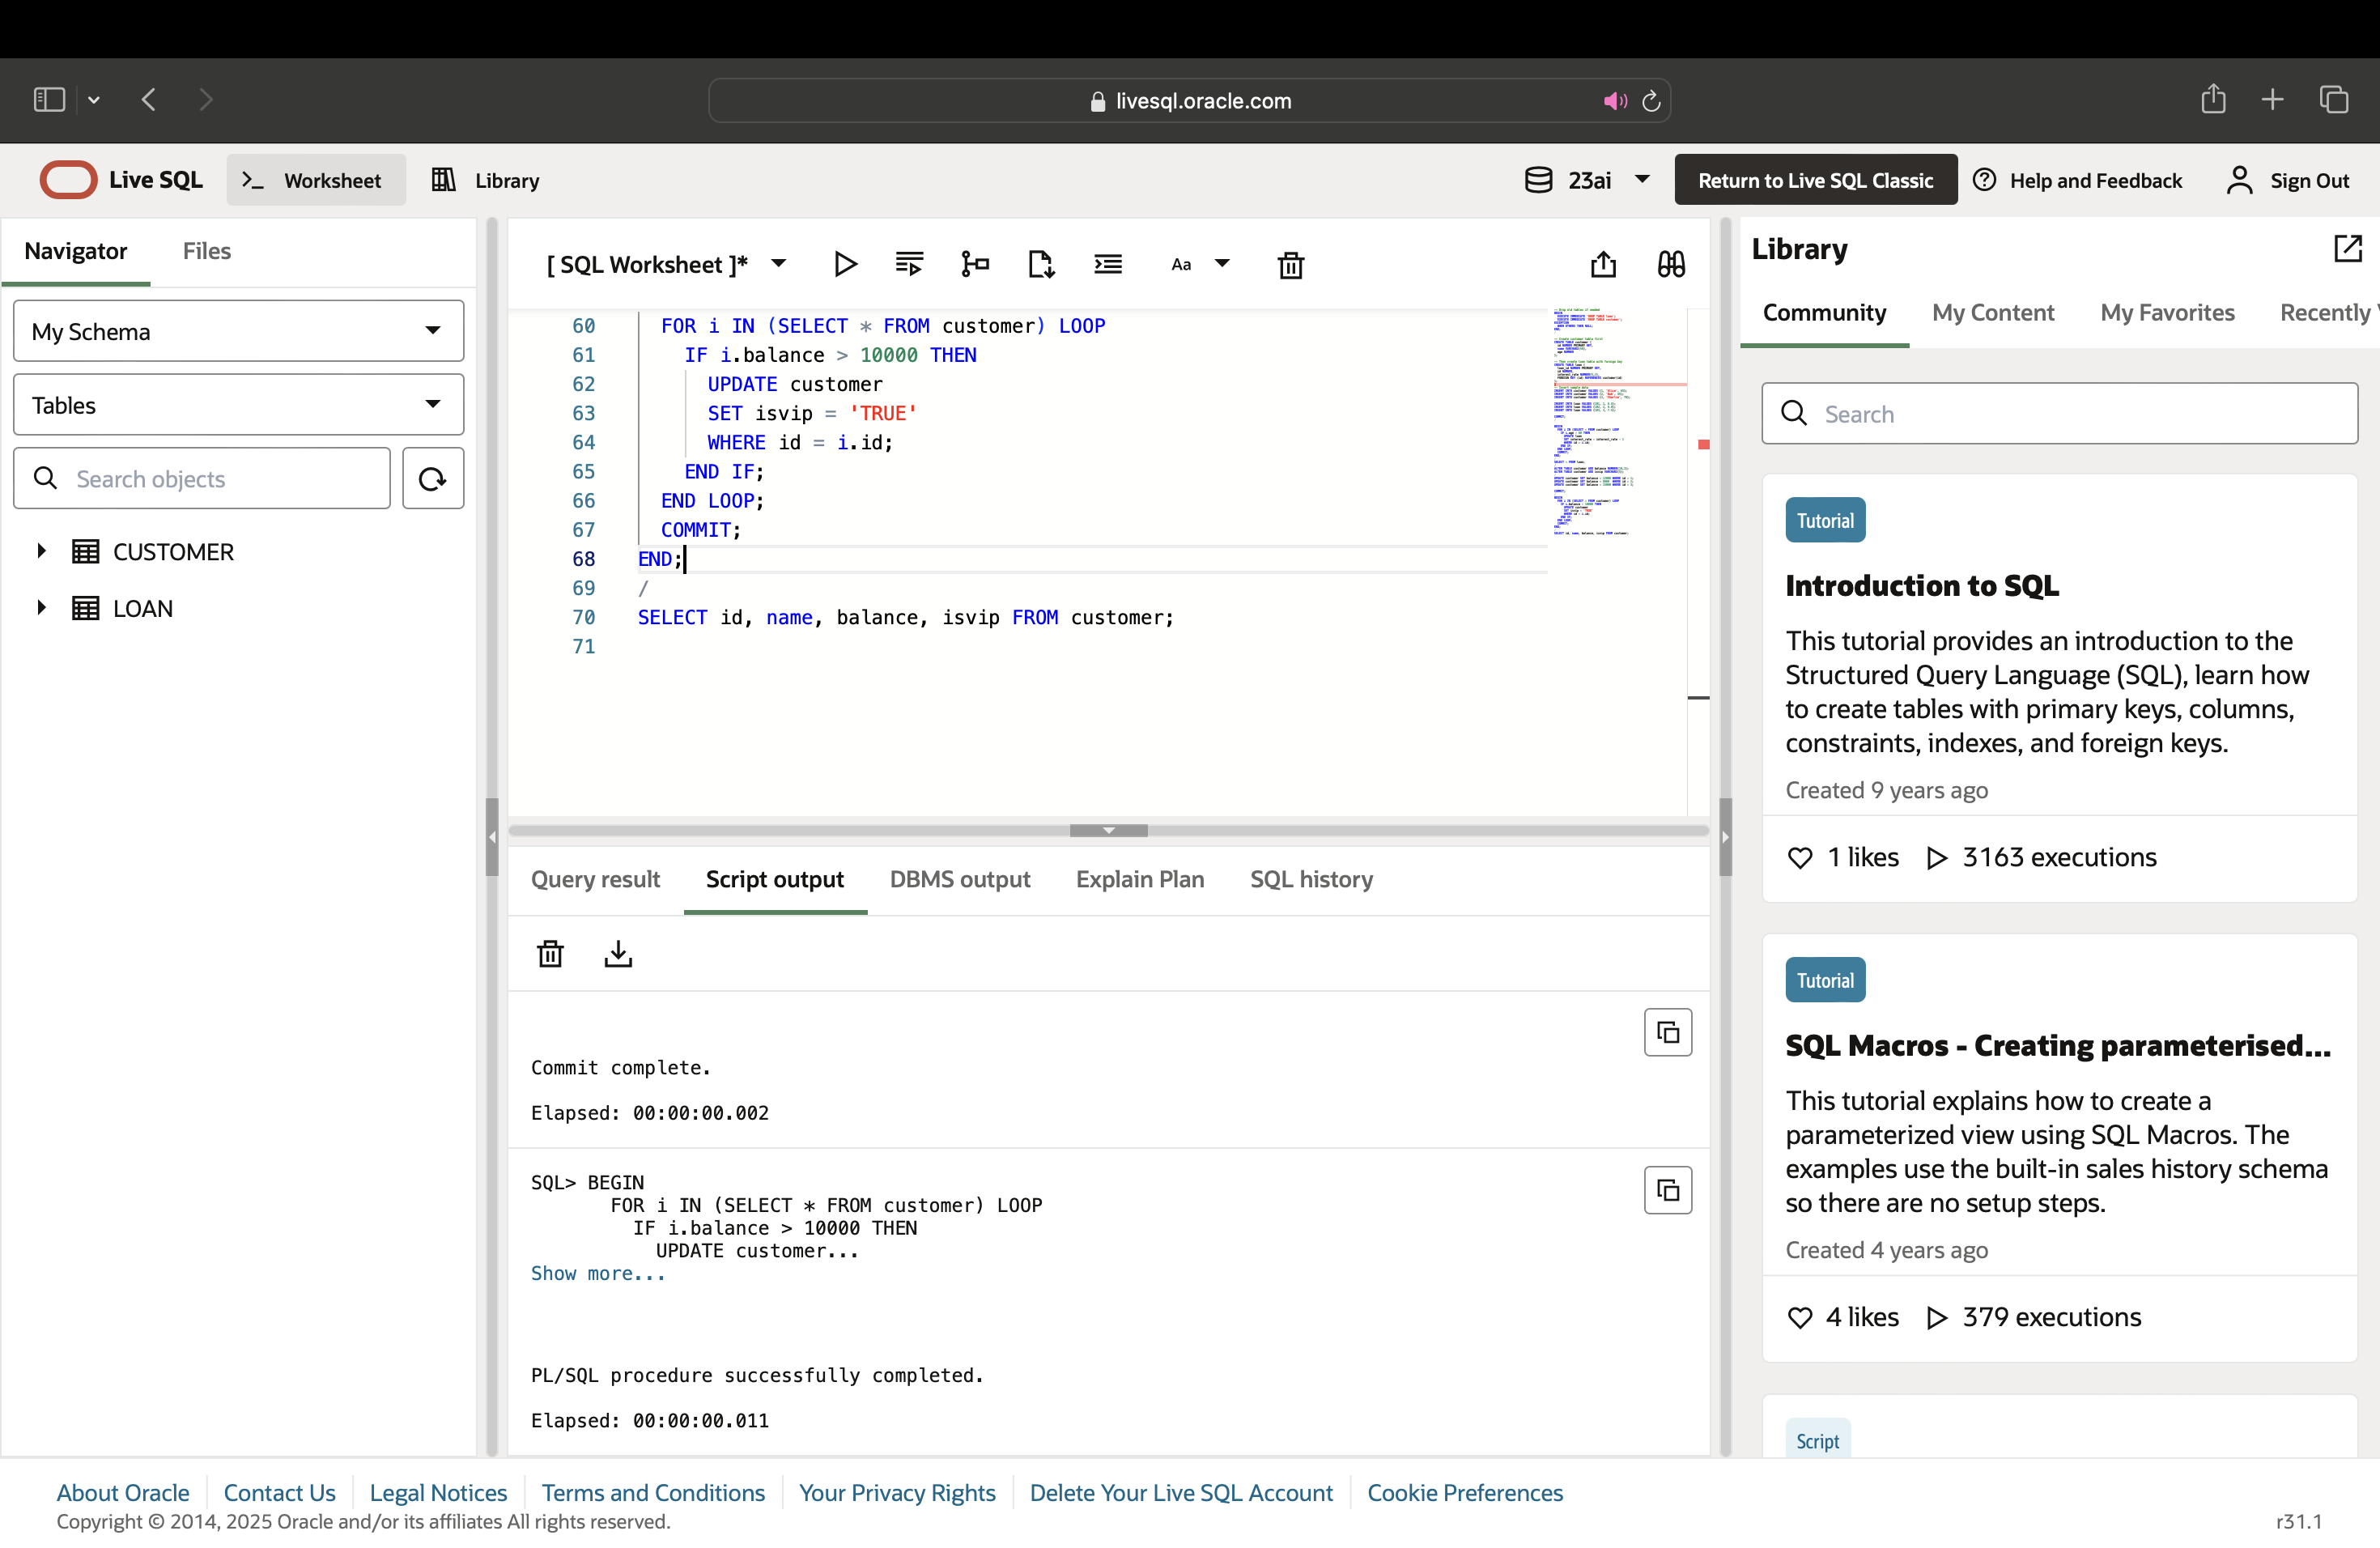 livesql.oracle.com
Live SQL
Worksheet
Library
23ai
Return to Live SQL Classic
Help and Feedback
Sign Out
Navigator
Files
My Schema
Tables
Search objects
CUSTOMER
LOAN
[ SQL Worksheet ]*
Aa
60 FOR i IN (SELECT * FROM customer) LOOP
61 IF i.balance > 10000 THEN
62 UPDATE customer
63 SET isvip = 'TRUE'
64 WHERE id = i.id;
65 END IF;
66 END LOOP;
67 COMMIT;
68 END;
69 /
70 SELECT id, name, balance, isvip FROM customer;
71
Query result
Script output
DBMS output
Explain Plan
SQL history
Commit complete.
Elapsed: 00:00:00.002
SQL> BEGIN
FOR i IN (SELECT * FROM customer) LOOP
IF i.balance > 10000 THEN
UPDATE customer...
Show more...
PL/SQL procedure successfully completed.
Elapsed: 00:00:00.011
Library
Community
My Content
My Favorites
Recently
Search
Tutorial
Introduction to SQL
This tutorial provides an introduction to the
Structured Query Language (SQL), learn how
to create tables with primary keys, columns,
constraints, indexes, and foreign keys.
Created 9 years ago
1 likes
3163 executions
Tutorial
SQL Macros - Creating parameterised...
This tutorial explains how to create a
parameterized view using SQL Macros. The
examples use the built-in sales history schema
so there are no setup steps.
Created 4 years ago
4 likes
379 executions
Script
About Oracle
Contact Us
Legal Notices
Terms and Conditions
Your Privacy Rights
Delete Your Live SQL Account
Cookie Preferences
Copyright © 2014, 2025 Oracle and/or its affiliates All rights reserved.
r31.1